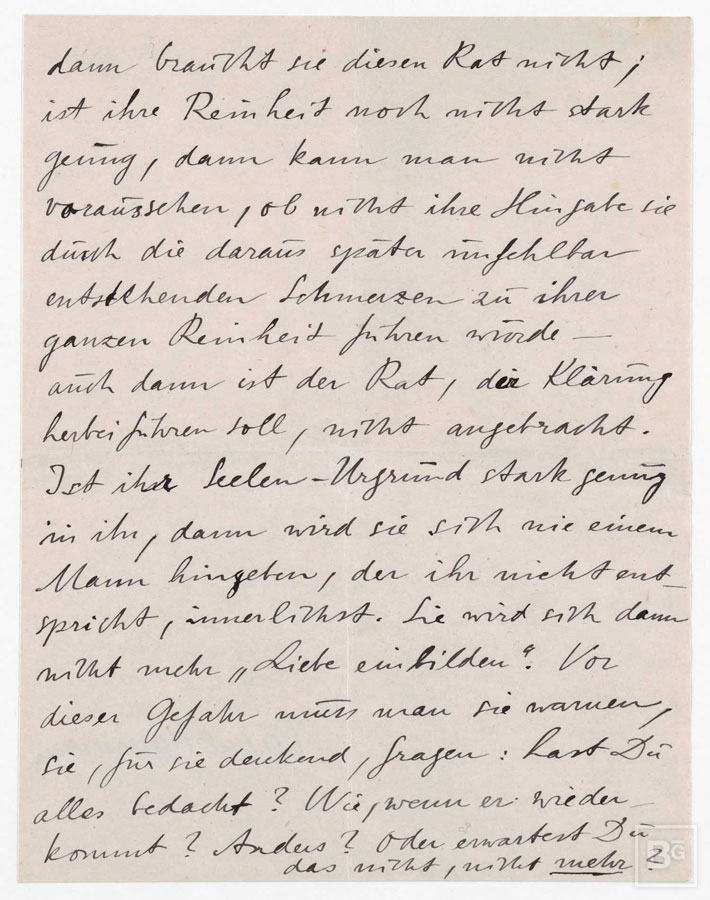 dann braucht sie diesen Rat nicht;
ist ihre Reinheit noch nicht stark
genug, dann kann man nicht
voraussehen, ob nicht ihre Hingabe sie
durch die daraus später unfehlbar
entstehenden Schmerzen zu ihrer
ganzen Reinheit führen würde —
auch dann ist der Rat, der Klärung
herbeiführen soll, nicht angebracht.
Ist ihr Seelen-Urgrund stark genug
in ihr, dann wird sie sich nie einem
Mann hingeben, der ihr nicht ent-
spricht, innerlichst. Sie wird sich dann
nicht mehr „Liebe einbilden“. Vor
dieser Gefahr muss man sie warnen,
sie, für sie denkend, fragen: hast Du
alles bedacht? Wie, wenn er wieder-
kommt? Anders? Oder erwartest Du
das nicht, nicht mehr?
BG